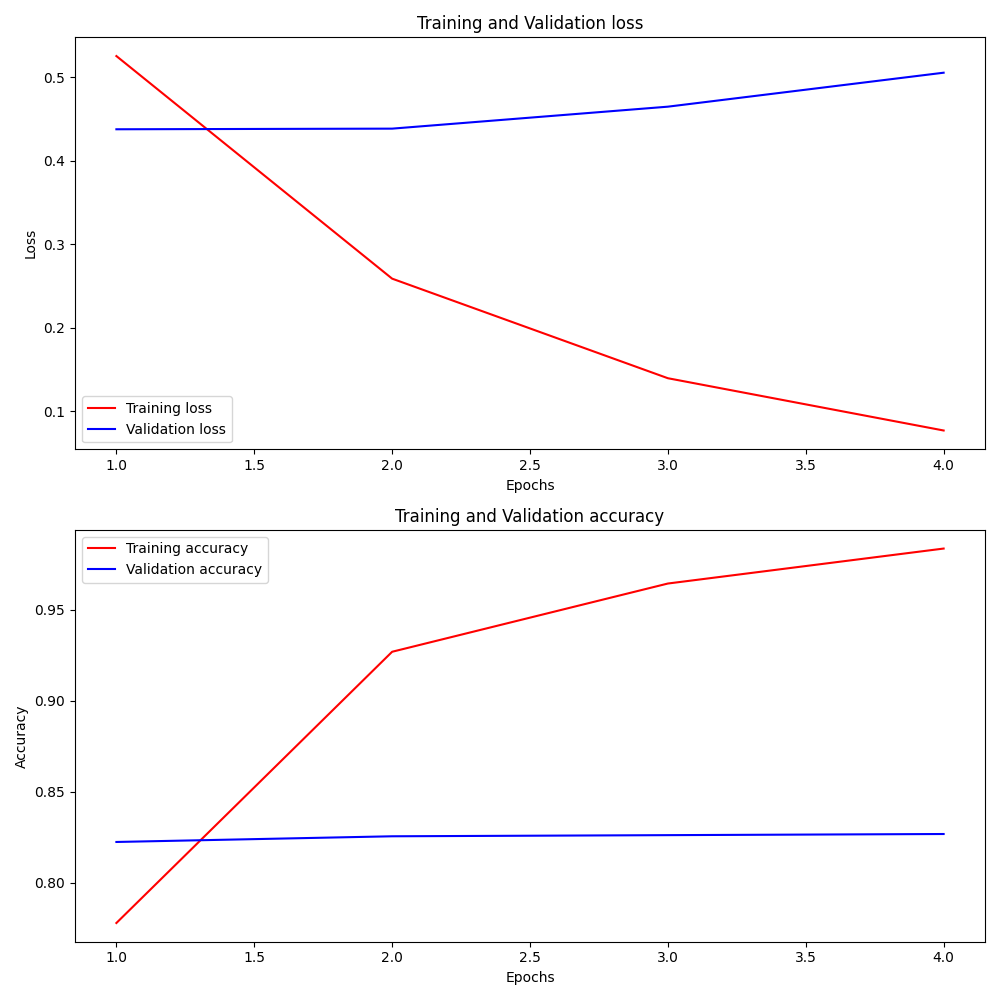 Training and Validation loss
0.5
0.4
0.3
0.2
0.1
Loss
Training loss
Validation loss
1.0 1.5 2.0 2.5 3.0 3.5 4.0
Epochs
Training and Validation accuracy
Training accuracy
Validation accuracy
0.95
0.90
0.85
0.80
Accuracy
1.0 1.5 2.0 2.5 3.0 3.5 4.0
Epochs